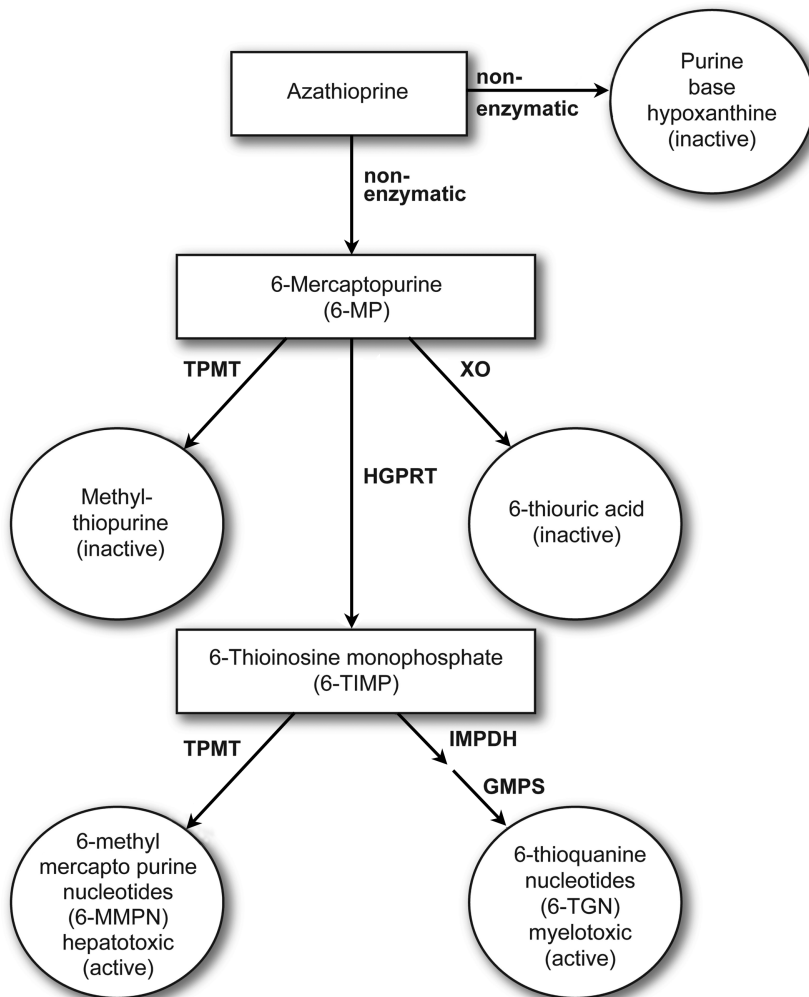 Azathioprine
non-
enzymatic
Purine
base
hypoxanthine
(inactive)
non-
enzymatic
6-Mercaptopurine
(6-MP)
TPMT
XO
HGPRT
Methyl-
thiopurine
(inactive)
6-thiouric acid
(inactive)
6-Thioinosine monophosphate
(6-TIMP)
TPMT
IMPDH
GMPS
6-methyl
mercapto purine
nucleotides
(6-MMPN)
hepatotoxic
(active)
6-thioquanine
nucleotides
(6-TGN)
myelotoxic
(active)